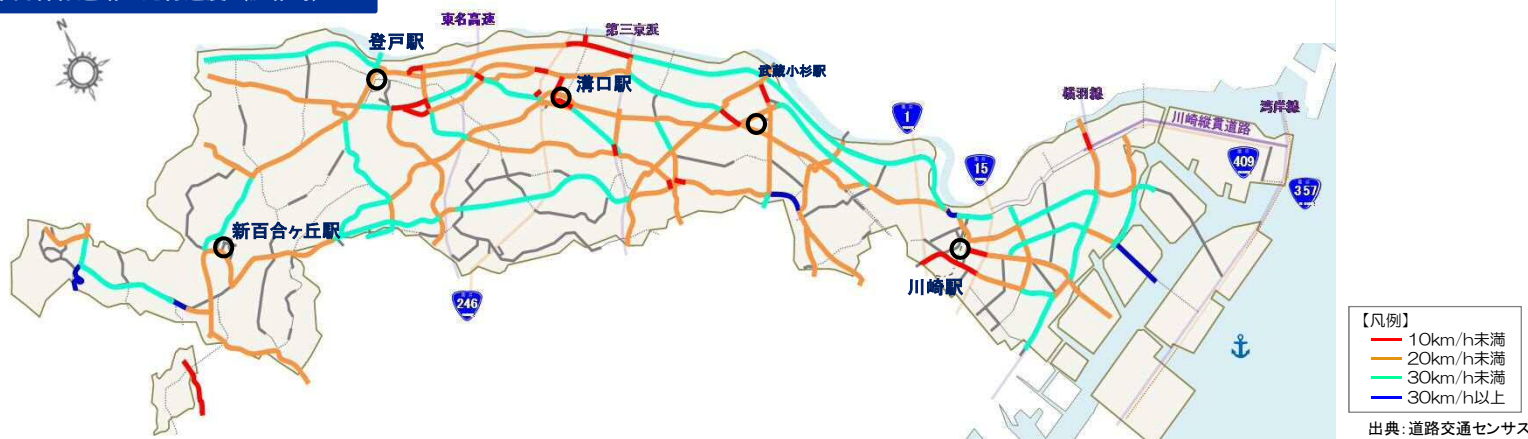 N
東名高速
第三京浜
登戸駅
溝口駅
武蔵小杉駅
1
横羽線
湾岸線
川崎縦貫道路
15
409
357
新百合ヶ丘駅
川崎駅
246
【凡例】
10km/h未満
20km/h未満
30km/h未満
30km/h以上
出典:道路交通センサス